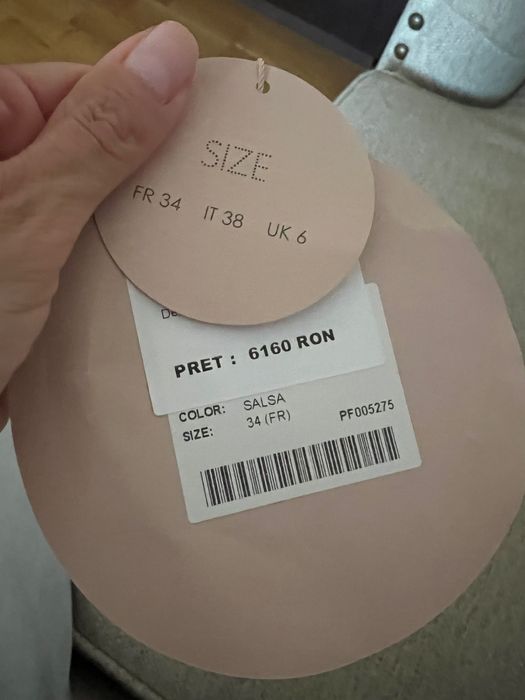 SIZE
FR 34 IT 38 UK 6
PRET : 6160 RON
COLOR: SALSA
SIZE: 34 (FR) PF005275